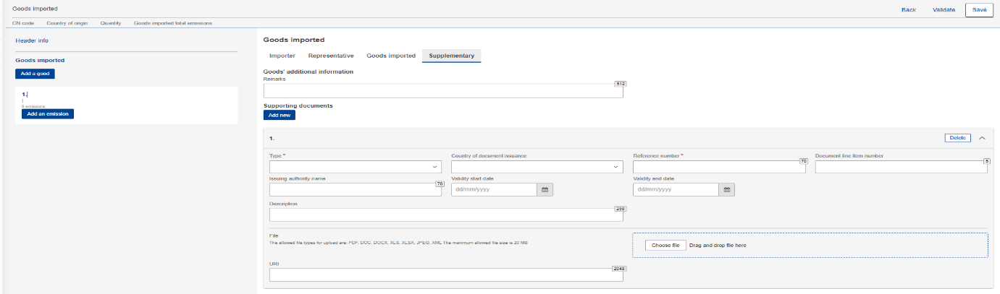 Goods imported
Back Validate Save
CN code Country of origin Quantity Goods imported total emissions
Header info
Goods imported
Add a good
1.
0 emissions
Add an emission
Goods imported
Importer Representative Goods imported Supplementary
Goods' additional information
Remarks
512
Supporting documents
Add new
1.
Delete
Type * Country of document issuance Reference number * Document line item number
70 5
Issuing authority name Validity start date Validity end date
70
dd/mm/yyyy dd/mm/yyyy
Description
256
File
The allowed file types for upload are: PDF, DOC, DOCX, XLS, XLSX, JPEG, XML The maximum allowed file size is 20 MB
Choose file Drag and drop file here
URI
2048